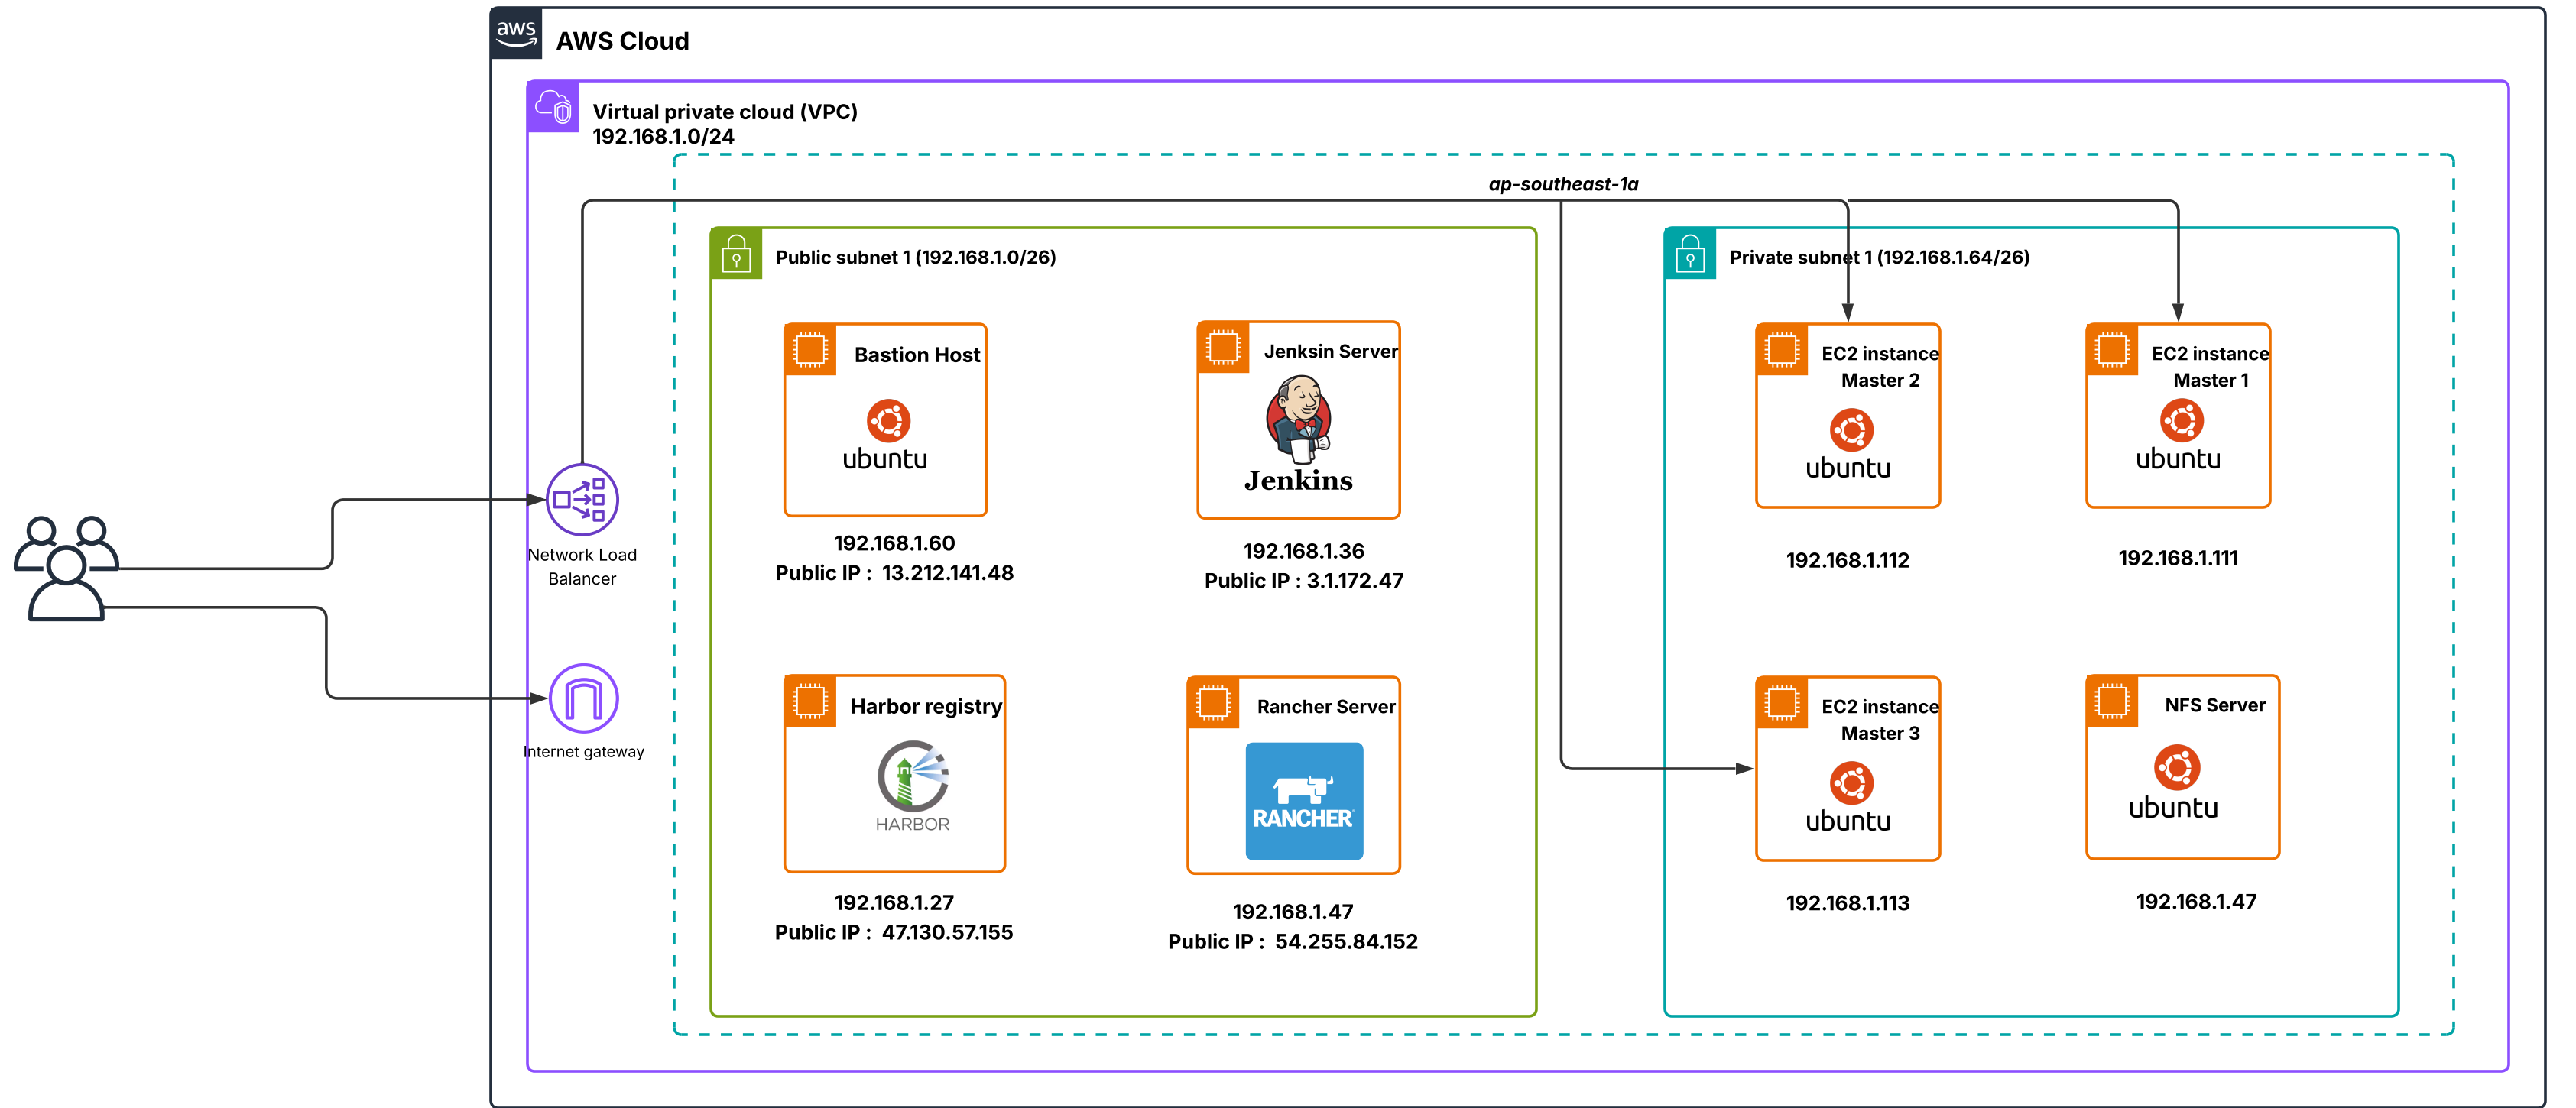 aws
AWS Cloud
Virtual private cloud (VPC)
192.168.1.0/24
ap-southeast-1a
Public subnet 1 (192.168.1.0/26)
Bastion Host
ubuntu
192.168.1.60
Public IP : 13.212.141.48
Jenksin Server
Jenkins
192.168.1.36
Public IP : 3.1.172.47
Harbor registry
HARBOR
192.168.1.27
Public IP : 47.130.57.155
Rancher Server
RANCHER
192.168.1.47
Public IP : 54.255.84.152
Private subnet 1 (192.168.1.64/26)
EC2 instance
Master 2
ubuntu
192.168.1.112
EC2 instance
Master 1
ubuntu
192.168.1.111
EC2 instance
Master 3
ubuntu
192.168.1.113
NFS Server
ubuntu
192.168.1.47
Network Load
Balancer
Internet gateway